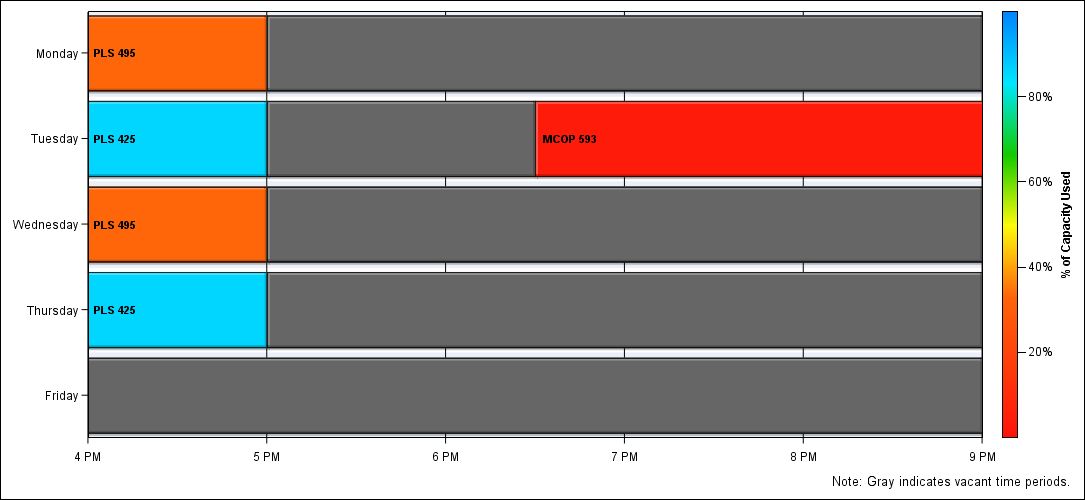 Monday
PLS 495
Tuesday
PLS 425
MCOP 593
Wednesday
PLS 495
Thursday
PLS 425
Friday
4 PM
5 PM
6 PM
7 PM
8 PM
9 PM
80%
60%
40%
20%
% of Capacity Used
Note: Gray indicates vacant time periods.